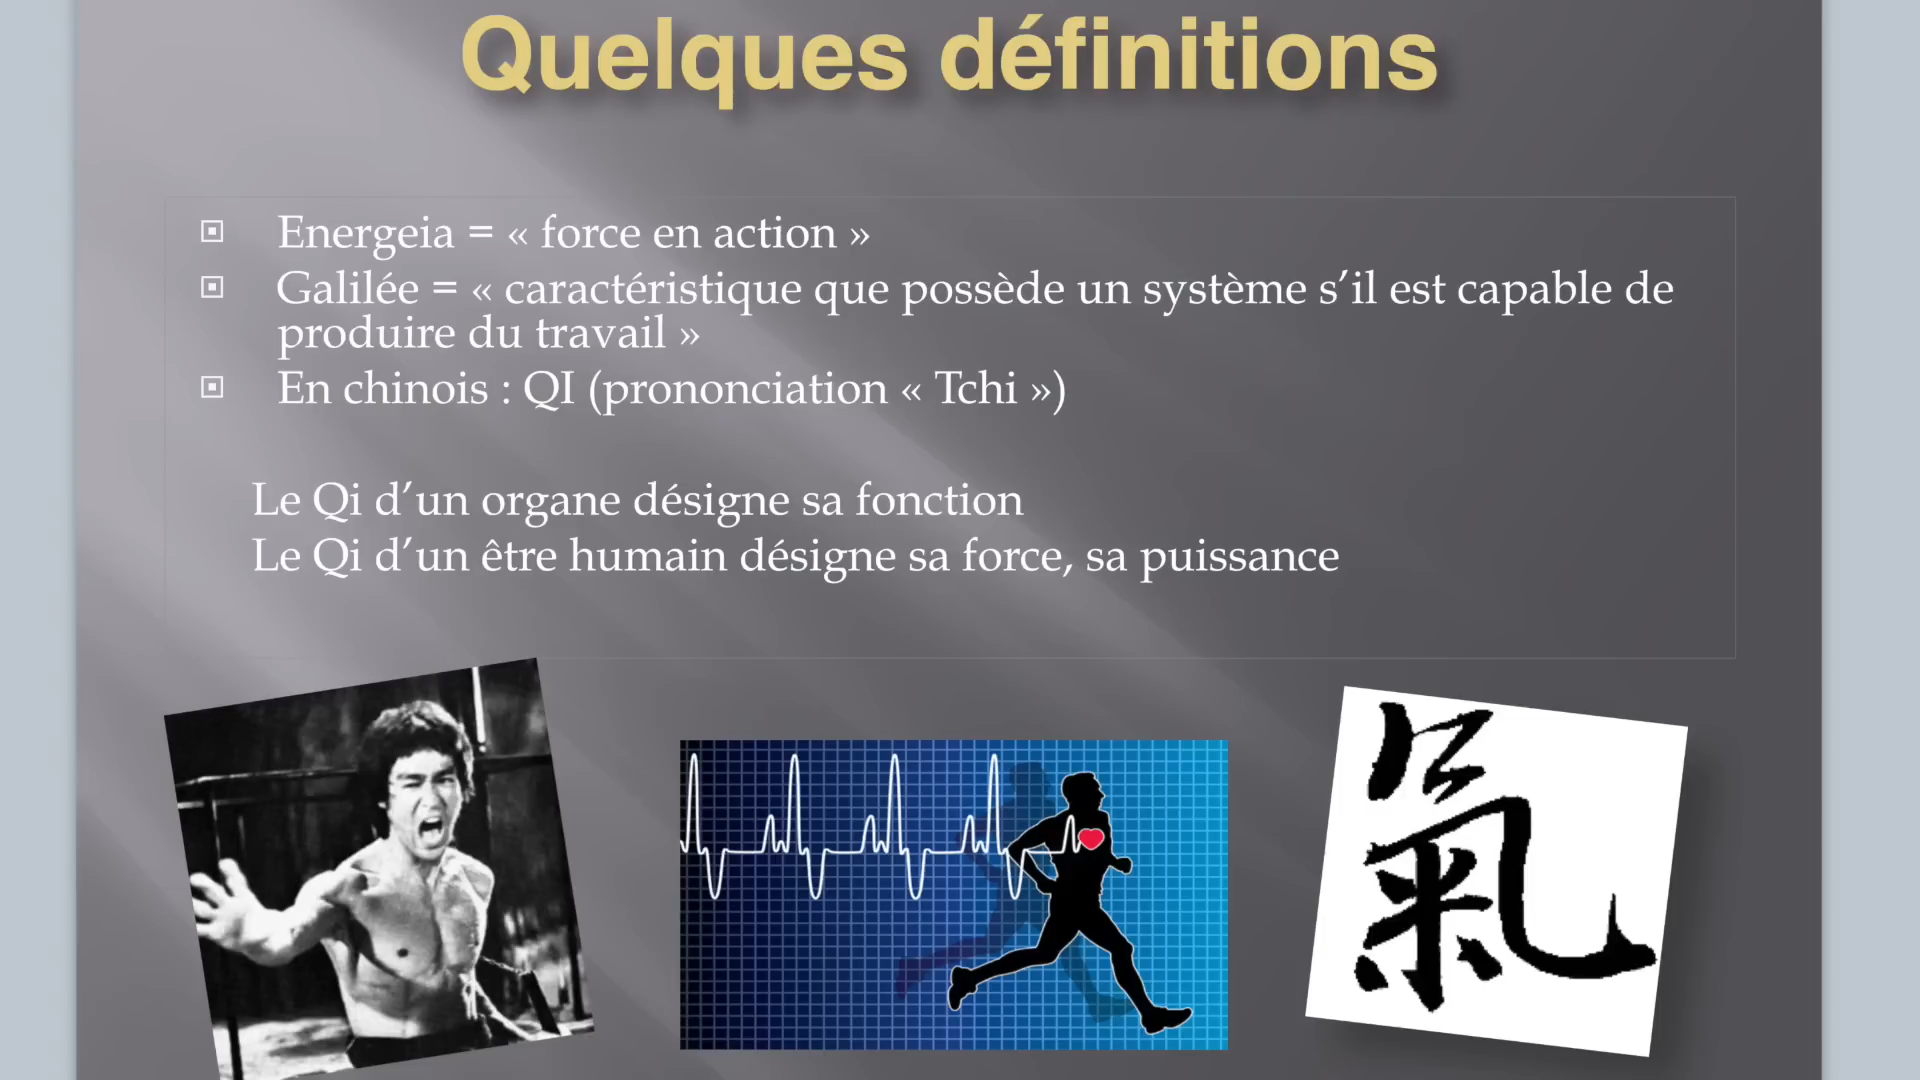 Quelques définitions
Energeia = « force en action »
Galilée = « caractéristique que possède un système s’il est capable de
produire du travail »
En chinois : QI (prononciation « Tchi »)
Le Qi d’un organe désigne sa fonction
Le Qi d’un être humain désigne sa force, sa puissance
氣